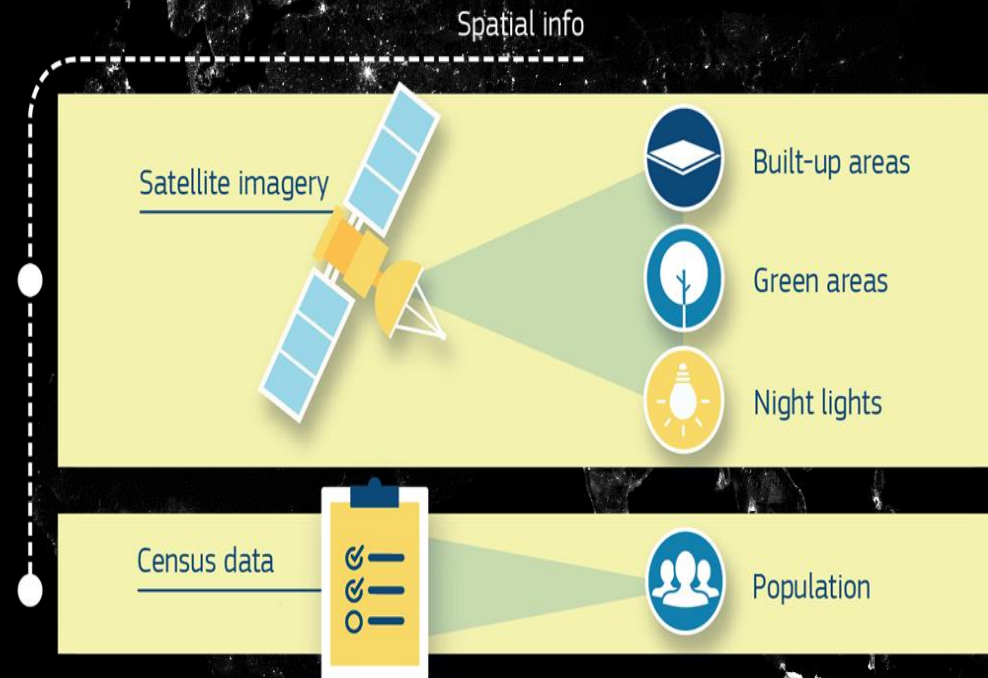 Spatial info
Satellite imagery
Built-up areas
Green areas
Night lights
Census data
Population